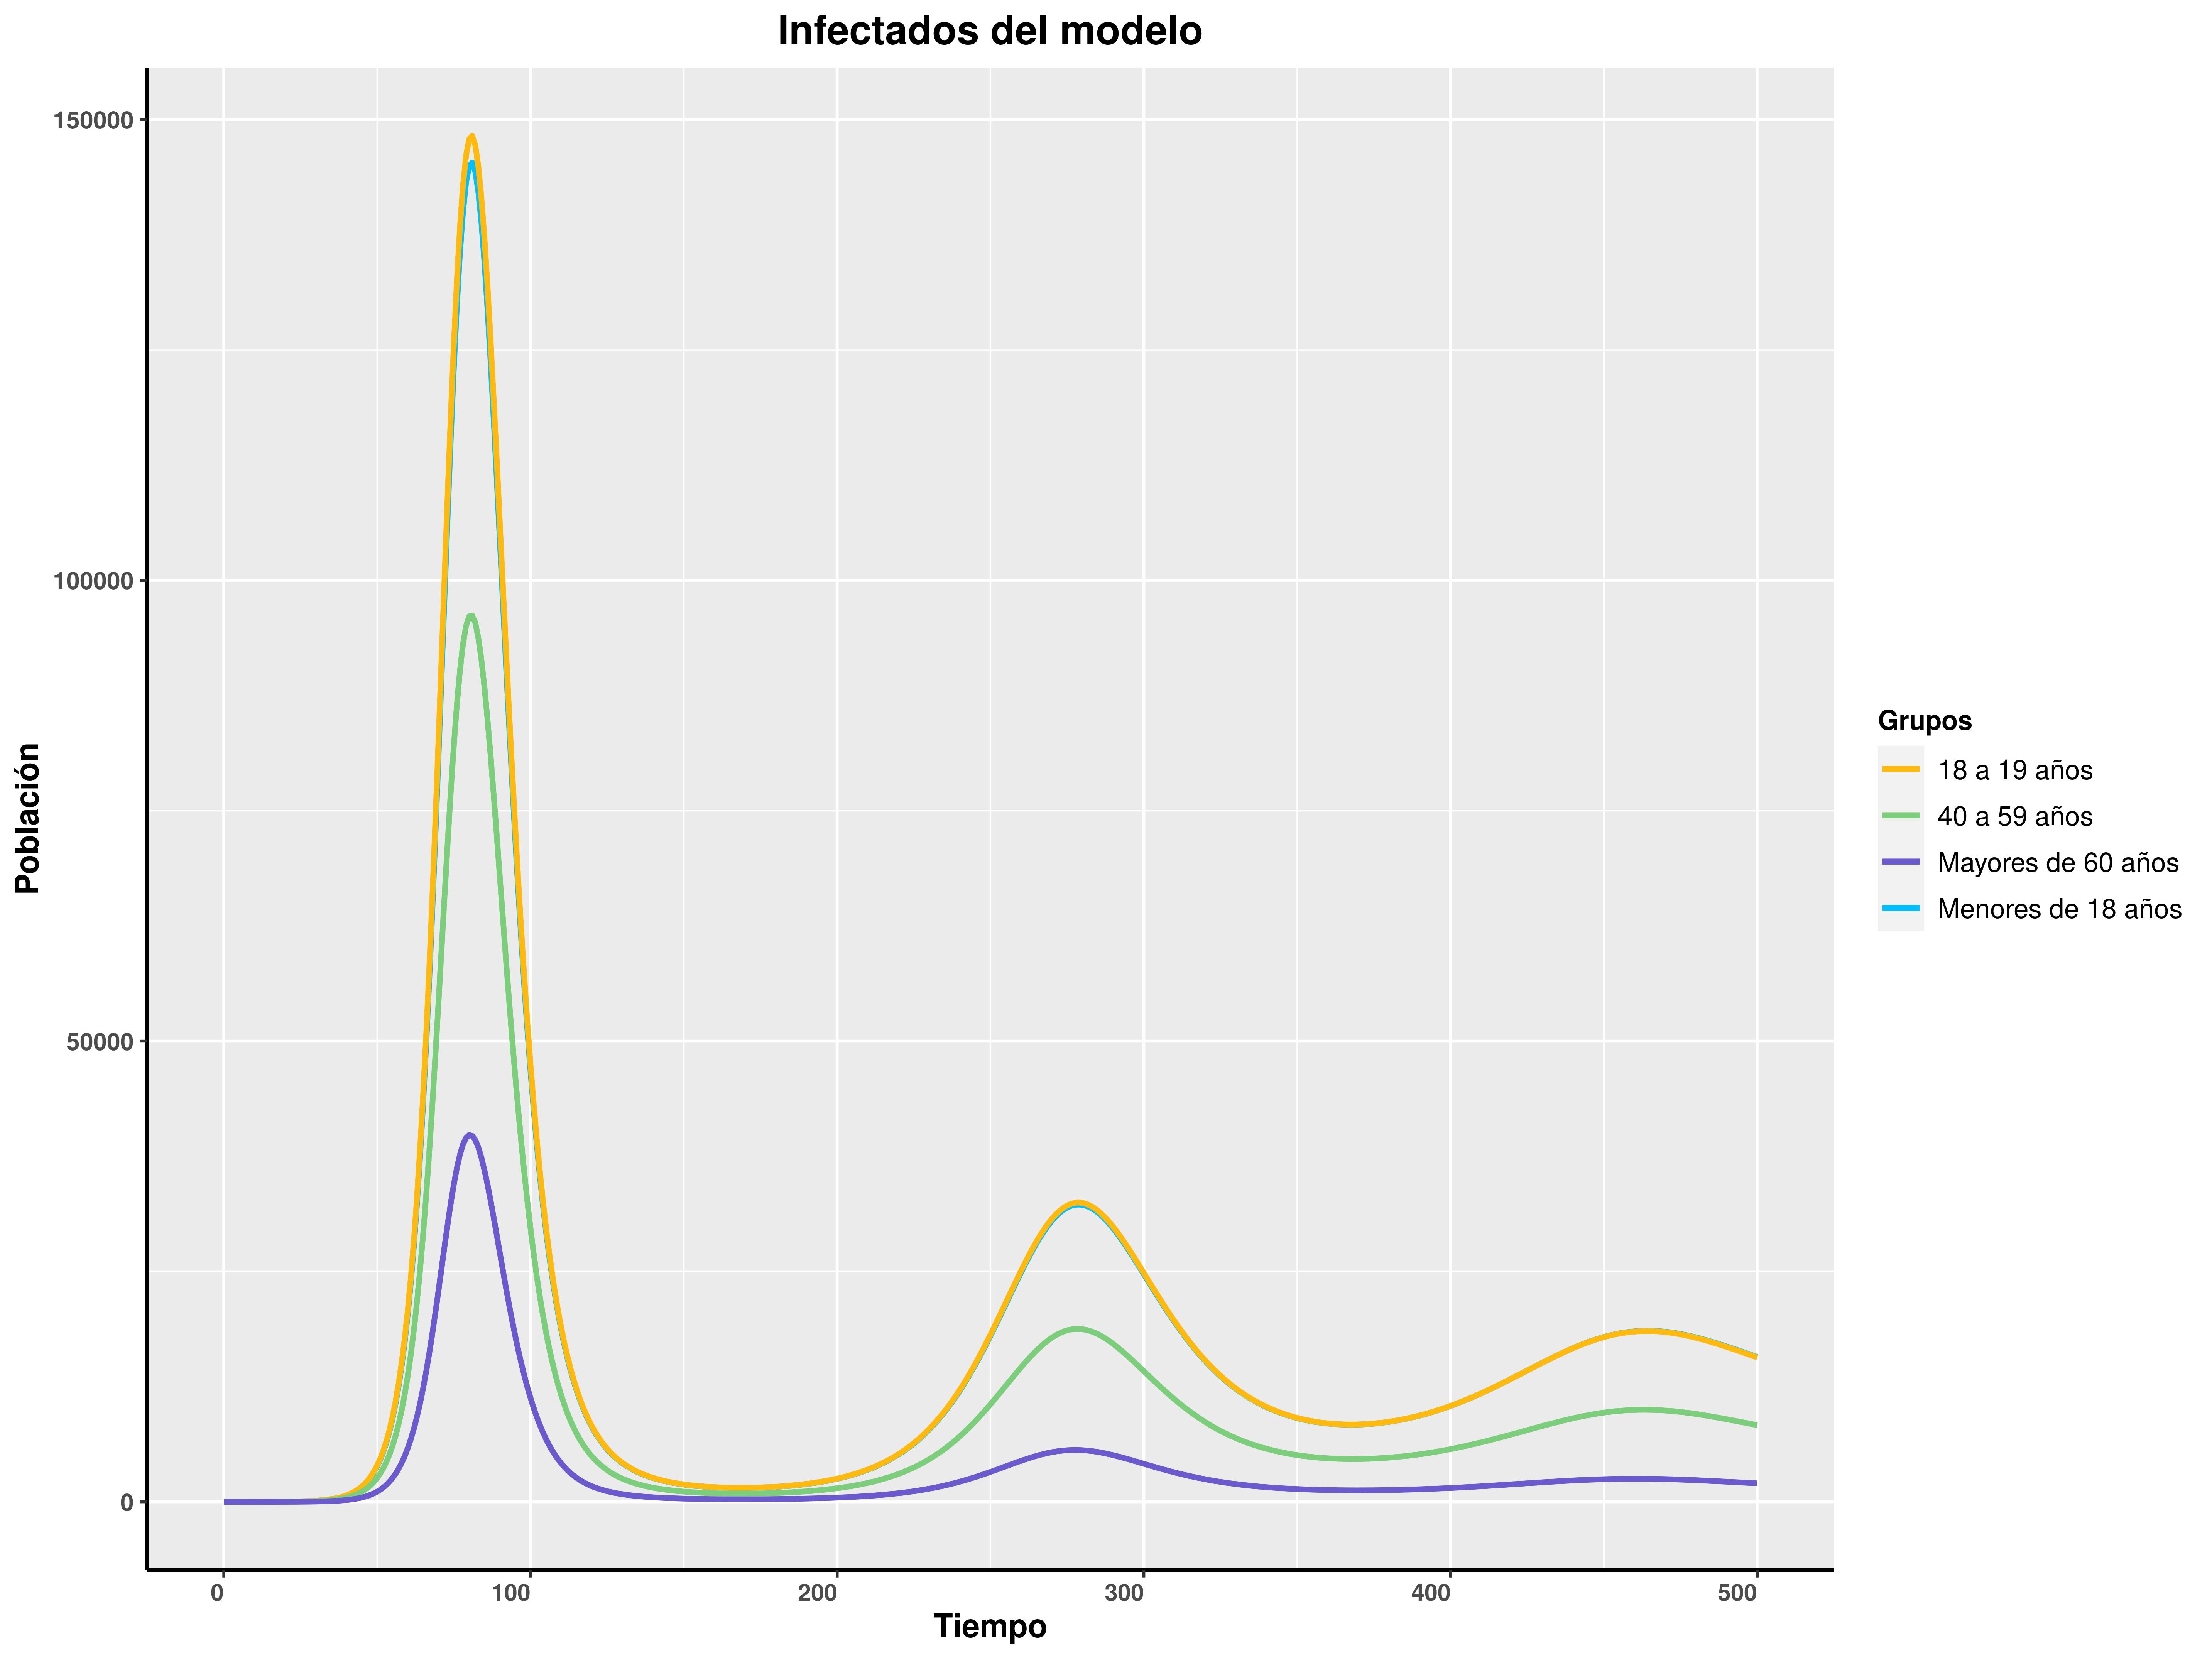 Infectados del modelo
Población
150000
100000
50000
0
0 100 200 300 400 500
Tiempo
Grupos
18 a 19 años
40 a 59 años
Mayores de 60 años
Menores de 18 años